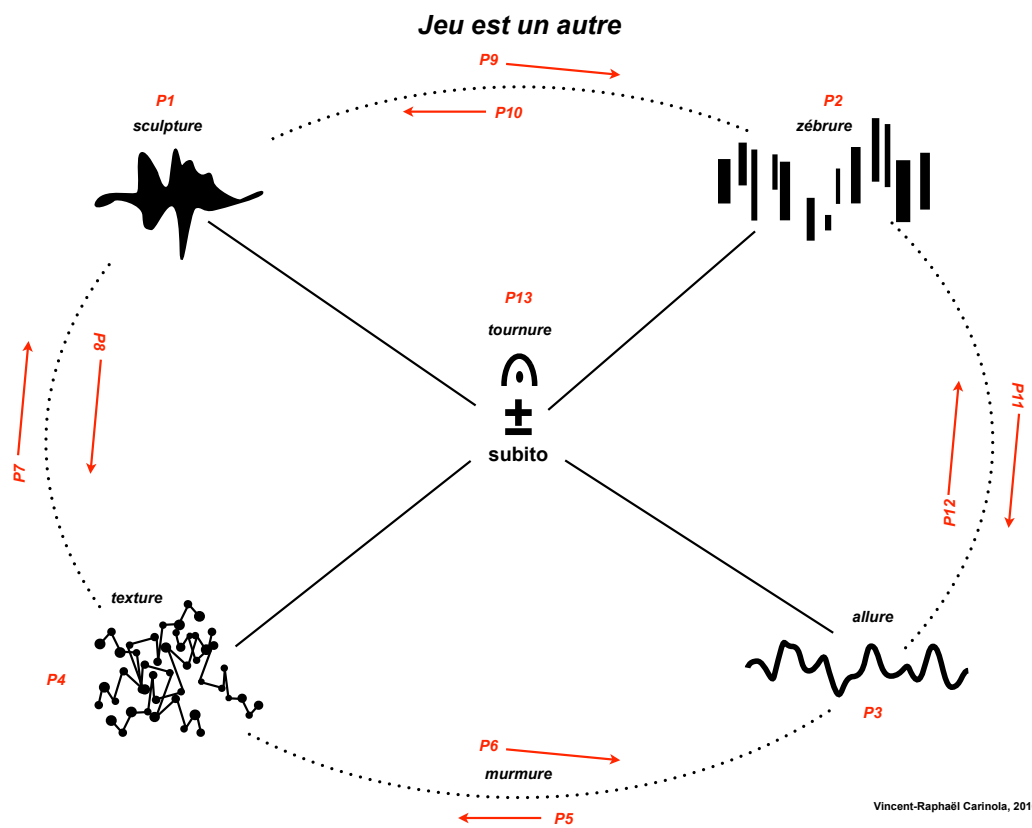 Jeu est un autre
P9
P1
P2
P10
sculpture
zébrure
P13
tournure
P8
P11
±
subito
P7
P12
texture
allure
P4
P3
P6
murmure
P5
Vincent-Raphaël Carinola, 201